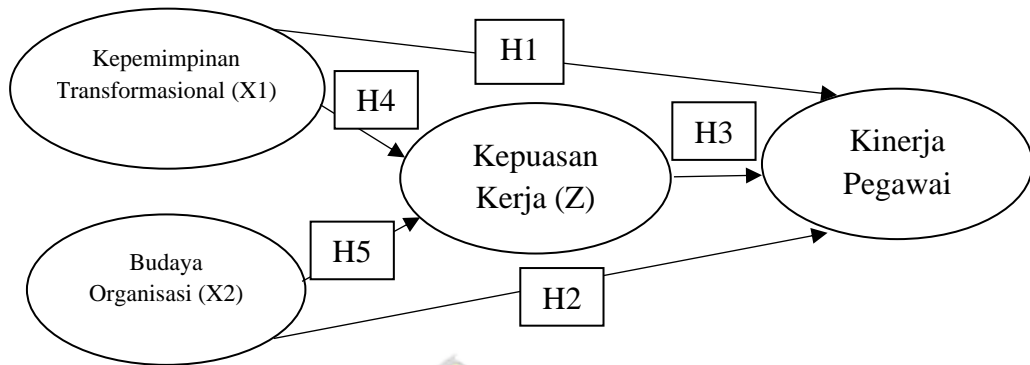 Kepemimpinan
Transformasional (X1)
H1
H4
Kepuasan
Kerja (Z)
H3
Kinerja
Pegawai
Budaya
Organisasi (X2)
H5
H2